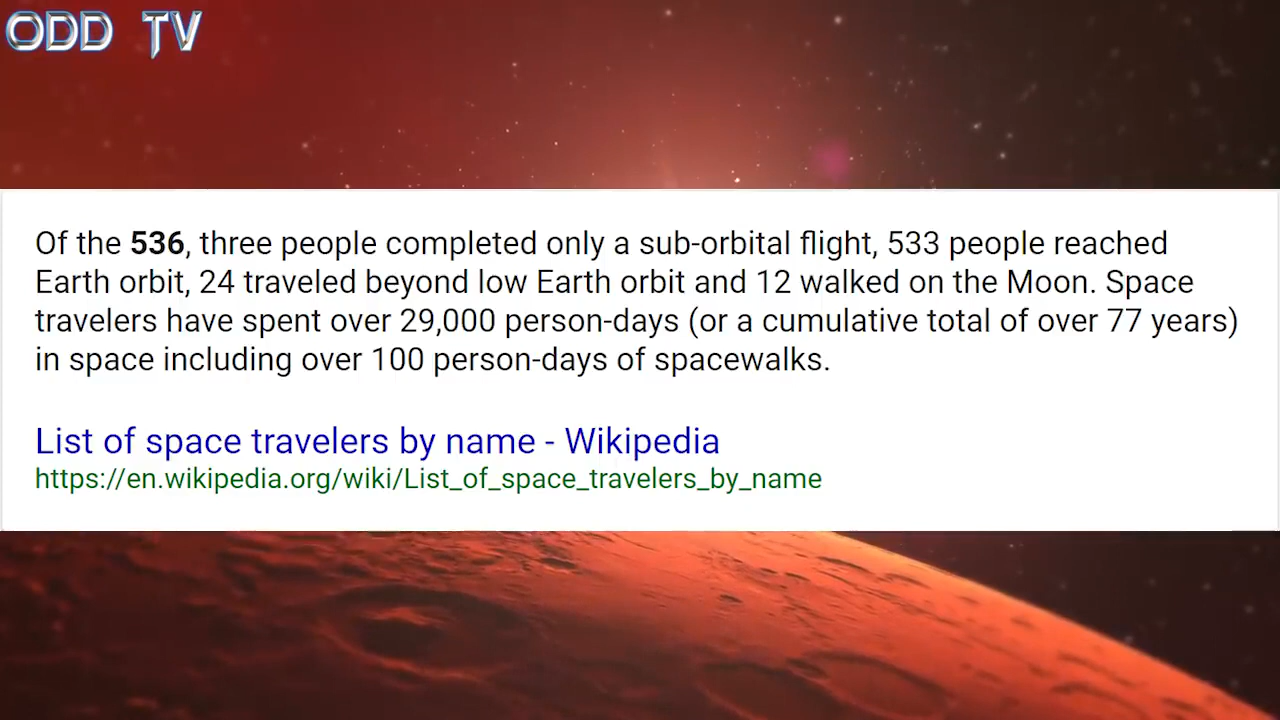 ODD TV
Of the 536, three people completed only a sub-orbital flight, 533 people reached
Earth orbit, 24 traveled beyond low Earth orbit and 12 walked on the Moon. Space
travelers have spent over 29,000 person-days (or a cumulative total of over 77 years)
in space including over 100 person-days of spacewalks.
List of space travelers by name - Wikipedia
https://en.wikipedia.org/wiki/List_of_space_travelers_by_name